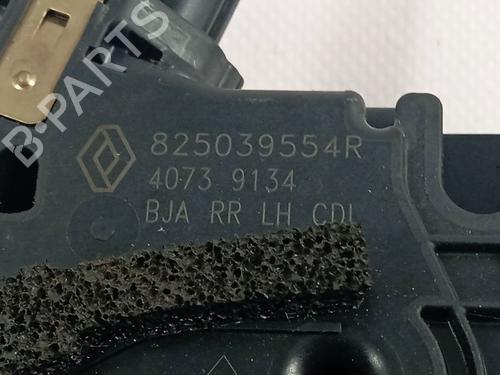 825039554R
4073 9134
BJA RR LH CDL
B-PARTS